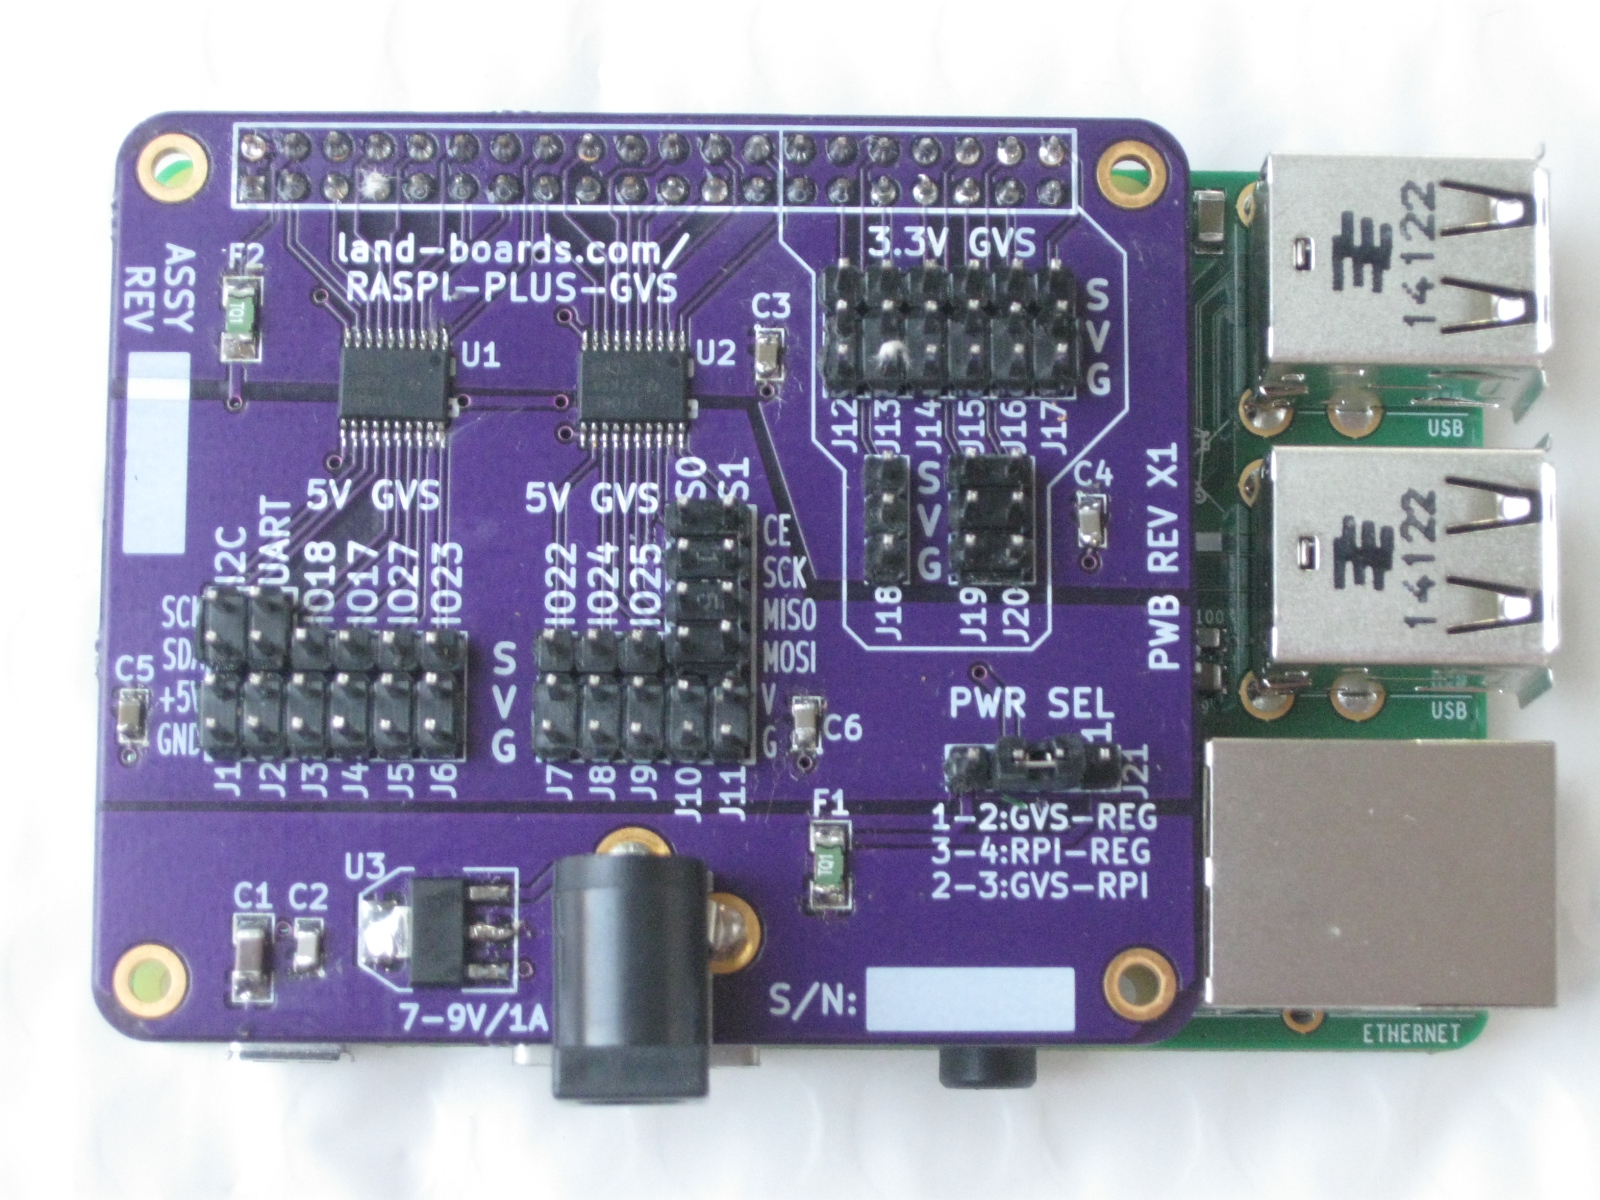 land-boards.com/
RASPI-PLUS-GVS
ASSY
REV
F2
TQ1
U1
U2
C3
3.3V GVS
S
V
G
J12
J13
J14
J15
J16
J17
S
V
G
J18
J19
J20
C4
PWB REV X1
5V GVS
I2C
UART
IO18
IO17
IO27
IO23
SDA
+5V
GND
C5
J1
J2
J3
J4
J5
J6
S
V
G
5V GVS
IO22
IO24
IO25
S0
S1
CE
SCK
MISO
MOSI
V
G
J7
J8
J9
J10
J11
C6
PWR SEL
1
J21
1-2:GVS-REG
3-4:RPI-REG
2-3:GVS-RPI
F1
TQ1
U3
C1
C2
7-9V/1A
S/N:
14122
USB
14122
USB
100
ETHERNET